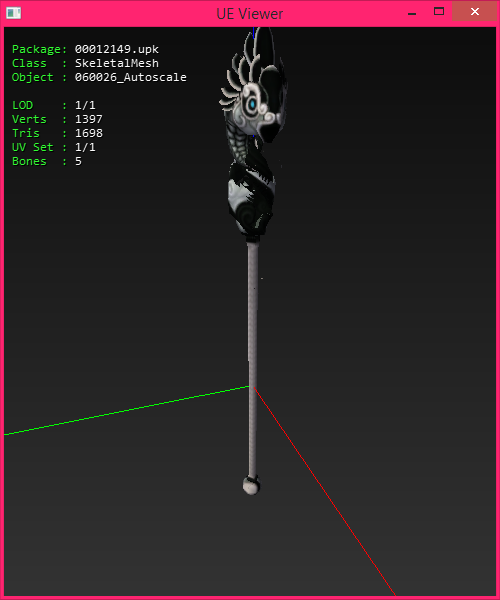 UE Viewer
Package: 00012149.upk
Class  : SkeletalMesh
Object : 060026_Autoscale
LOD    : 1/1
Verts  : 1397
Tris   : 1698
UV Set : 1/1
Bones  : 5